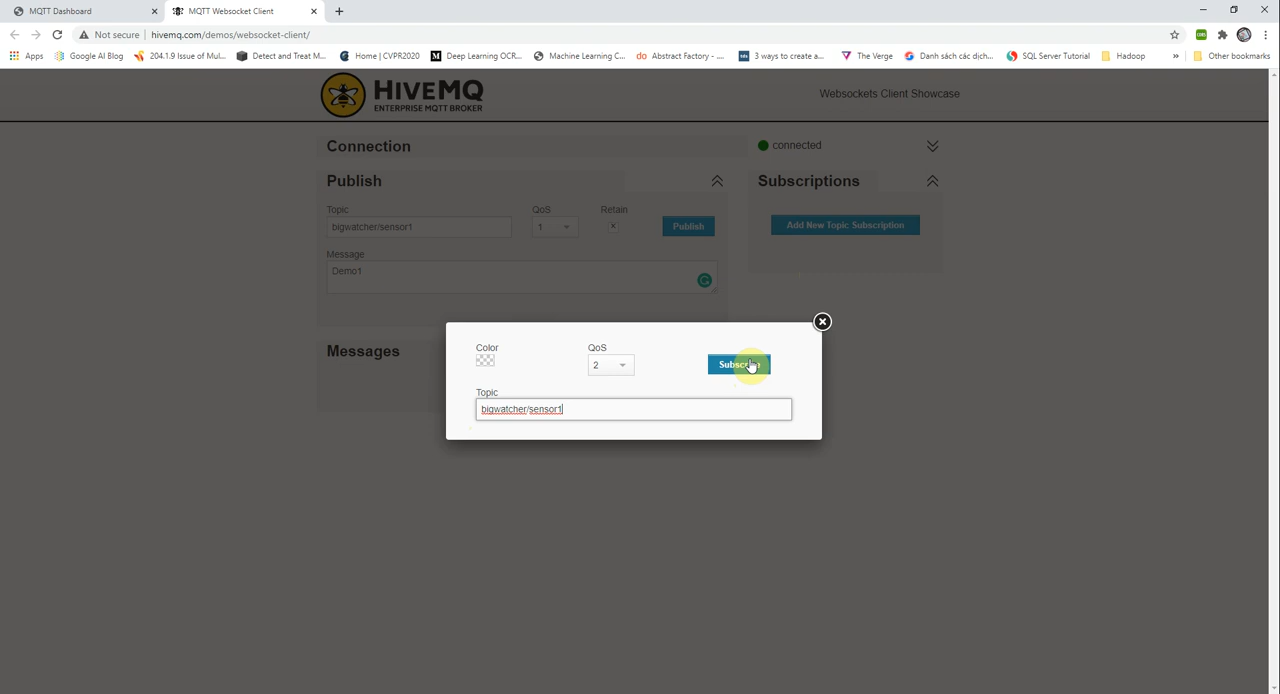 MQTT Dashboard
MQTT Websocket Client
Not secure
hivemq.com/demos/websocket-client/
Apps
Google AI Blog
204.1.9 Issue of Mul...
Detect and Treat M...
Home | CVPR2020
Deep Learning OCR...
Machine Learning C...
Abstract Factory - ....
3 ways to create a...
The Verge
Danh sách các dịch...
SQL Server Tutorial
Hadoop
»
Other bookmarks
HIVEMQ
ENTERPRISE MQTT BROKER
Websockets Client Showcase
Connection
connected
Publish
Subscriptions
Topic
QoS
Retain
bigwatcher/sensor1
1
Publish
Add New Topic Subscription
Message
Demo1
Messages
Color
QoS
2
Topic
bigwatcher/sensor1